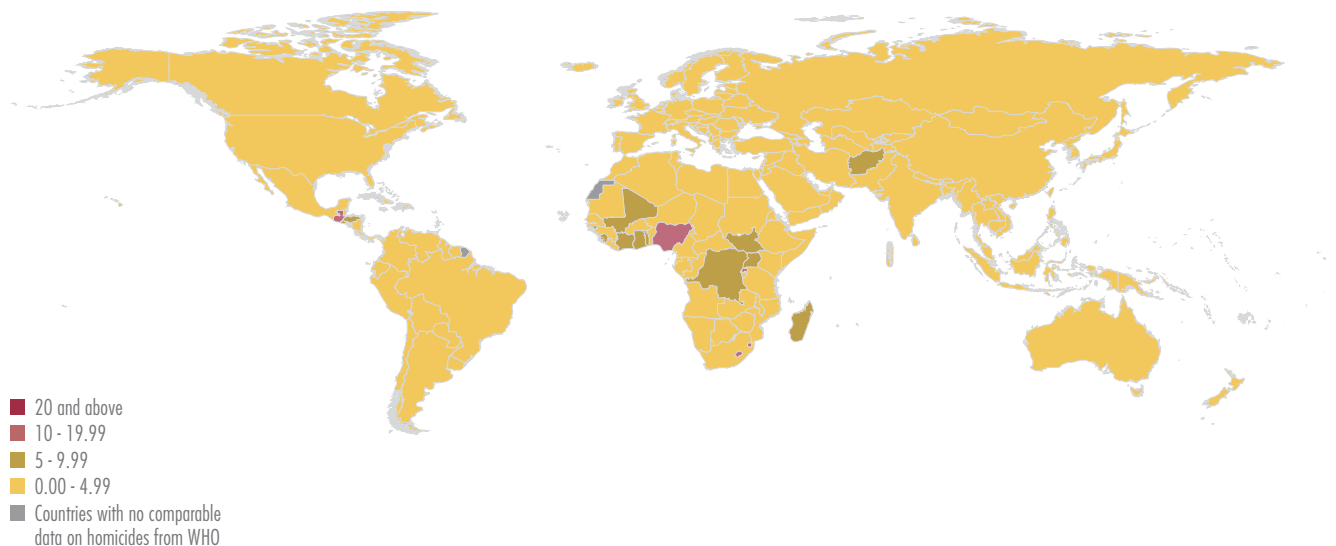 20 and above
10 - 19.99
5 - 9.99
0.00 - 4.99
Countries with no comparable
data on homicides from WHO